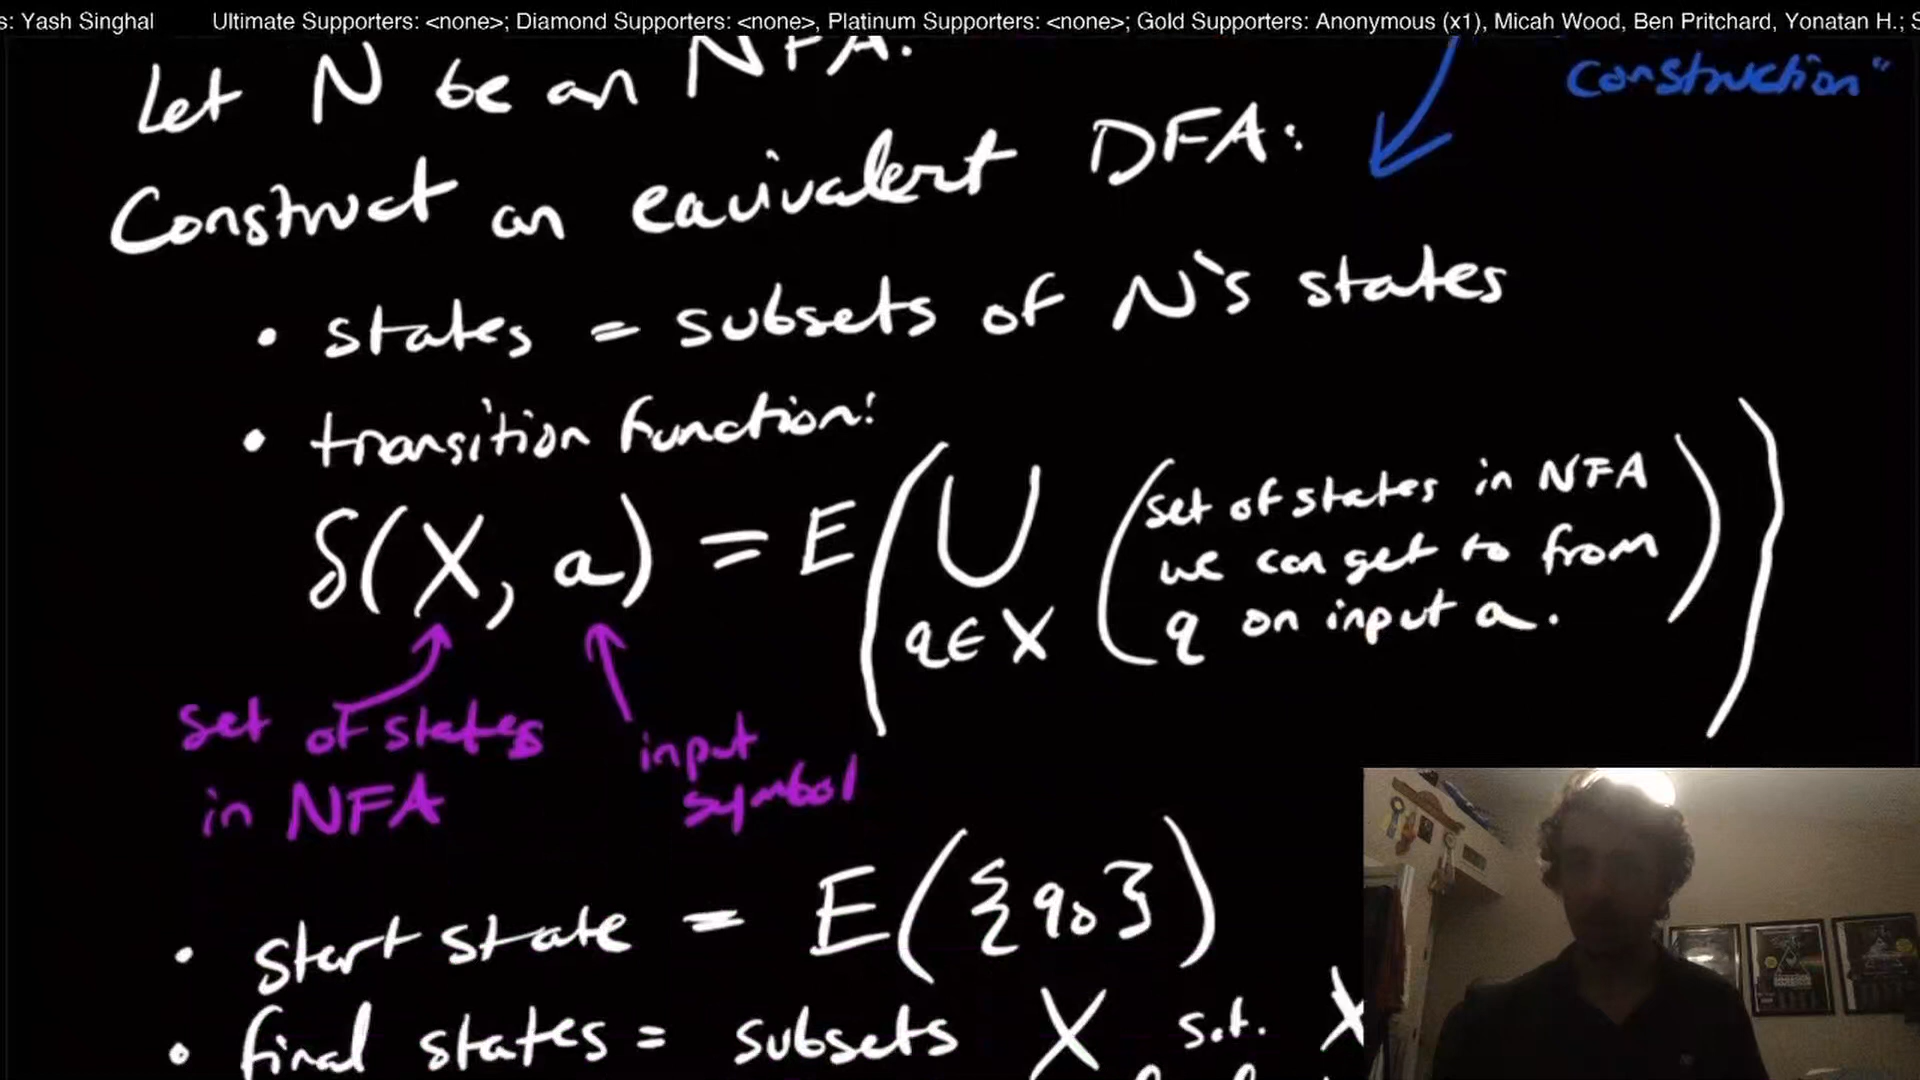 s: Yash Singhal Ultimate Supporters: <none>; Diamond Supporters: <none>, Platinum Supporters: <none>; Gold Supporters: Anonymous (x1), Micah Wood, Ben Pritchard, Yonatan H.; S
Let N be an NFA.
Construction"
Construct an equivalent DFA:
• states = subsets of N's states
• transition function:
δ(X, a) = E(⋃ q∈X (set of states in NFA
we can get to from
q on input a.))
set of states
in NFA
input
symbol
• start state = E({q0})
• final states = subsets X s.t. X